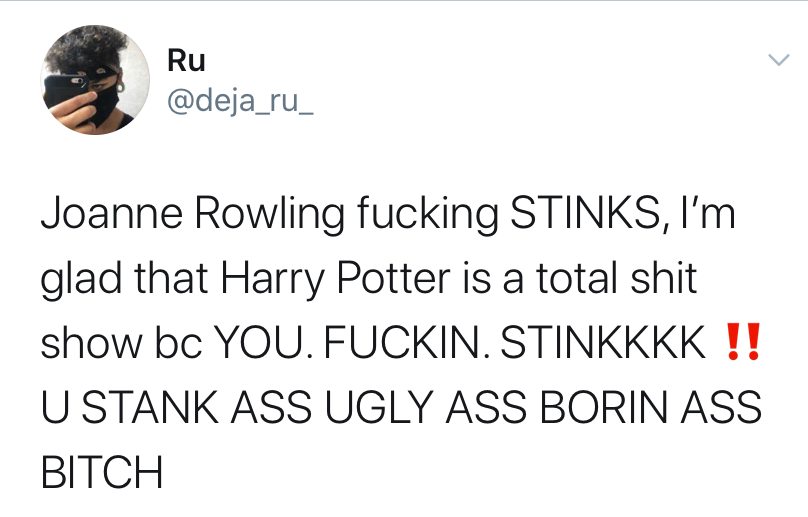 Ru
@deja_ru_
Joanne Rowling fucking STINKS, I’m
glad that Harry Potter is a total shit
show bc YOU. FUCKIN. STINKKKK ‼️
U STANK ASS UGLY ASS BORIN ASS
BITCH